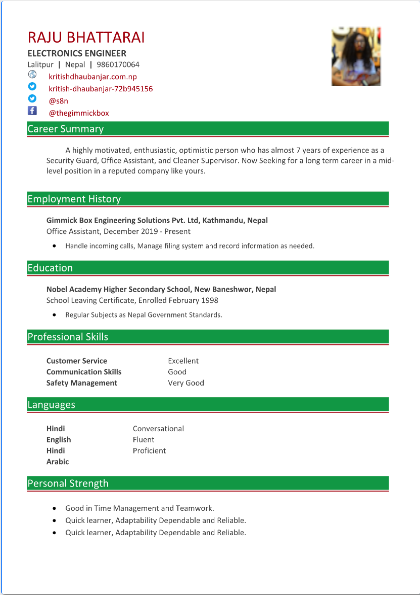 RAJU BHATTARAI
ELECTRONICS ENGINEER
Lalitpur | Nepal | 9860170064
kritishdhaubanjar.com.np
kritish-dhaubanjar-72b945156
@s8n
@thegimmickbox
Career Summary
A highly motivated, enthusiastic, optimistic person who has almost 7 years of experience as a
Security Guard, Office Assistant, and Cleaner Supervisor. Now Seeking for a long term career in a mid-
level position in a reputed company like yours.
Employment History
Gimmick Box Engineering Solutions Pvt. Ltd, Kathmandu, Nepal
Office Assistant, December 2019 - Present
• Handle incoming calls, Manage filing system and record information as needed.
Education
Nobel Academy Higher Secondary School, New Baneshwor, Nepal
School Leaving Certificate, Enrolled February 1998
• Regular Subjects as Nepal Government Standards.
Professional Skills
Customer Service Excellent
Communication Skills Good
Safety Management Very Good
Languages
Hindi Conversational
English Fluent
Hindi Proficient
Arabic
Personal Strength
• Good in Time Management and Teamwork.
• Quick learner, Adaptability Dependable and Reliable.
• Quick learner, Adaptability Dependable and Reliable.